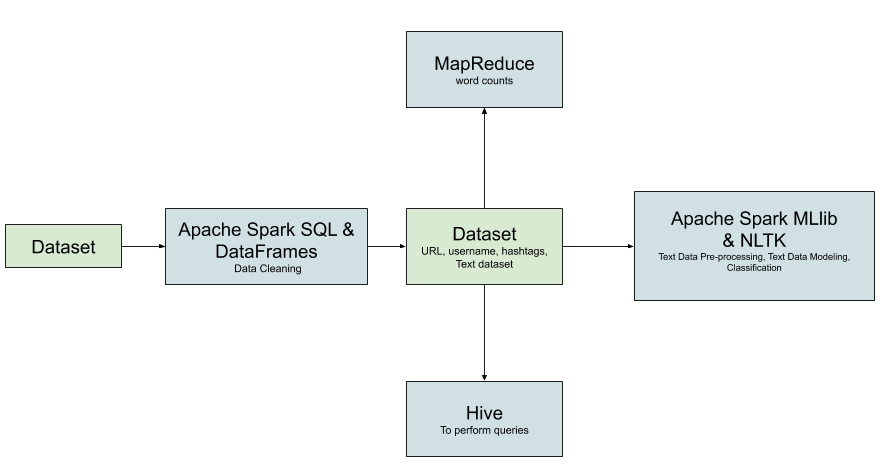 MapReduce
word counts
Dataset
Apache Spark SQL &
DataFrames
Data Cleaning
Dataset
URL, username, hashtags,
Text dataset
Apache Spark MLlib
& NLTK
Text Data Pre-processing, Text Data Modeling,
Classification
Hive
To perform queries